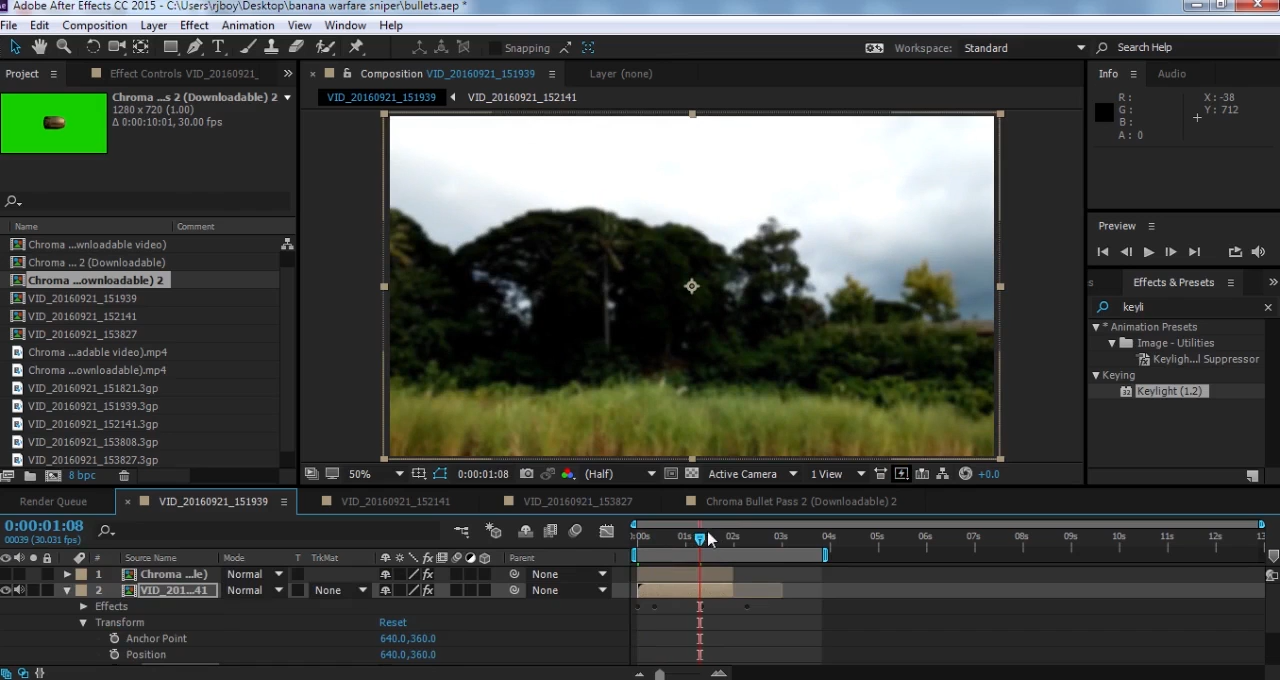 Adobe After Effects CC 2015 - C:\Users\rjboy\Desktop\banana warfare sniper\bullets.aep *
File Edit Composition Layer Effect Animation View Window Help
Snapping Workspace: Standard Search Help
Project Effect Controls VID_20160921_ Composition VID_20160921_151939 Layer (none) Info Audio
VID_20160921_151939 VID_20160921_152141
Chroma ...s 2 (Downloadable) 2
1280 x 720 (1.00)
Δ 0:00:10:01, 30.00 fps
R: X: -38
G: Y: 712
B:
A: 0
Name Comment
Chroma ...wnloadable video)
Chroma ... 2 (Downloadable)
Chroma ...ownloadable) 2
VID_20160921_151939
VID_20160921_152141
VID_20160921_153827
Chroma ...adable video).mp4
Chroma ...ownloadable).mp4
VID_20160921_151821.3gp
VID_20160921_151939.3gp
VID_20160921_152141.3gp
VID_20160921_153808.3gp
VID_20160921_153827.3gp
8 bpc
Preview
s Effects & Presets
keyli
* Animation Presets
Image - Utilities
Keyligh...l Suppressor
Keying
Keylight (1.2)
50% 0:00:01:08 (Half) Active Camera 1 View +0.0
Render Queue VID_20160921_151939 VID_20160921_152141 VID_20160921_153827 Chroma Bullet Pass 2 (Downloadable) 2
0:00:01:08
00039 (30.031 fps)
:00s 01s 02s 03s 04s 05s 06s 07s 08s 09s 10s 11s 12s 13
# Source Name Mode T TrkMat Parent
1 Chroma ...le) Normal None
2 VID_201...41 Normal None None
Effects
Transform Reset
Anchor Point 640.0,360.0
Position 640.0,360.0